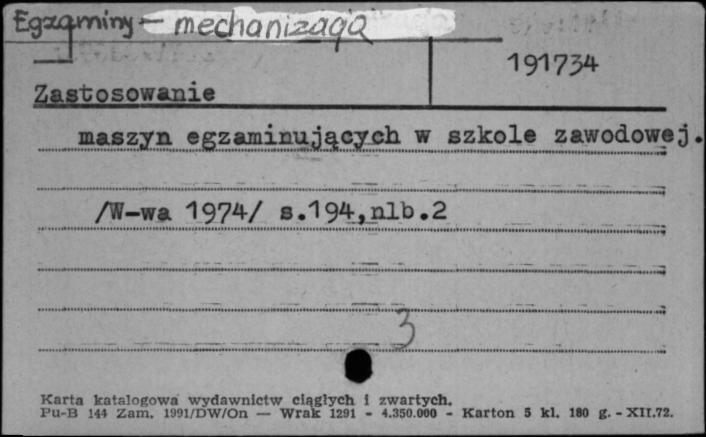 Egzaminy - mechanizacja
191734
Zastosowanie
maszyn egzaminujących w szkole zawodowej.
/W-wa 1974/ s.194,nlb.2
3
Karta katalogowa wydawnictw ciągłych i zwartych.
Pu-B 144 Zam. 1991/DW/On — Wrak 1291 - 4.350.000 - Karton 5 kl. 180 g. - XII.72.